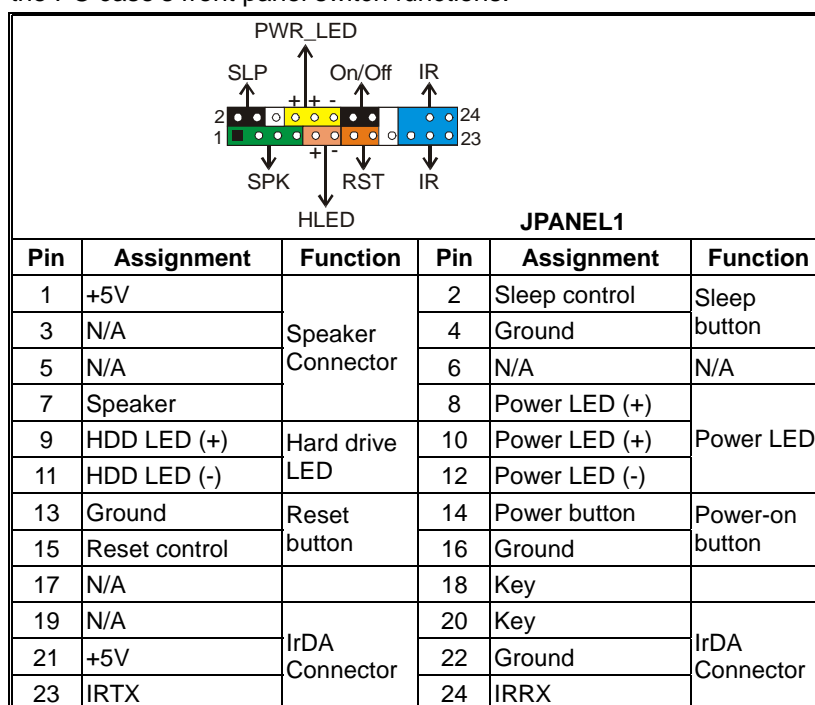 the PC case's front panel switch functions.
PWR_LED
SLP On/Off IR
+ + -
2 24
1 23
+ -
SPK RST IR
HLED JPANEL1
Pin Assignment Function Pin Assignment Function
1 +5V Speaker Connector 2 Sleep control Sleep button
3 N/A 4 Ground
5 N/A 6 N/A N/A
7 Speaker 8 Power LED (+) Power LED
9 HDD LED (+) Hard drive LED 10 Power LED (+)
11 HDD LED (-) 12 Power LED (-)
13 Ground Reset button 14 Power button Power-on button
15 Reset control 16 Ground
17 N/A 18 Key
19 N/A IrDA Connector 20 Key IrDA Connector
21 +5V 22 Ground
23 IRTX 24 IRRX